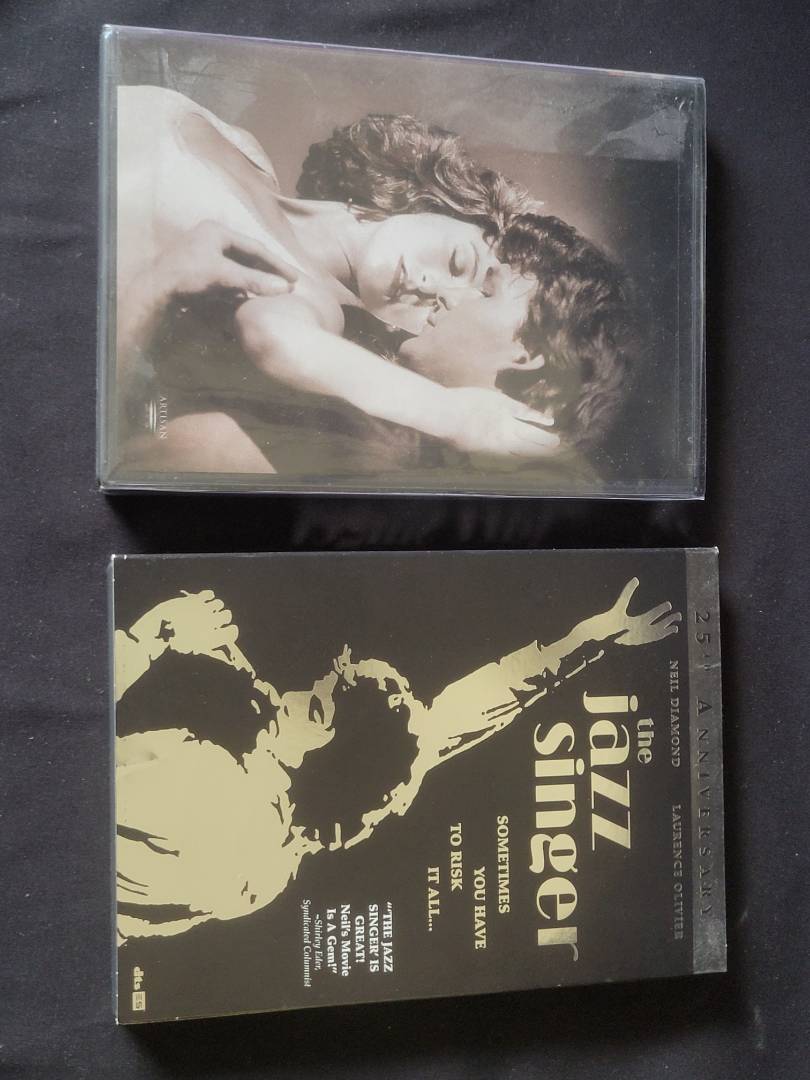 ARTISAN
25TH ANNIVERSARY
NEIL DIAMOND LAURENCE OLIVIER
the
jazz
singer
SOMETIMES
YOU HAVE
TO RISK
IT ALL...
"THE JAZZ
SINGER' IS
GREAT!
Neil's Movie
Is A Gem!"
~Shirley Eder,
Syndicated Columnist
dts ES